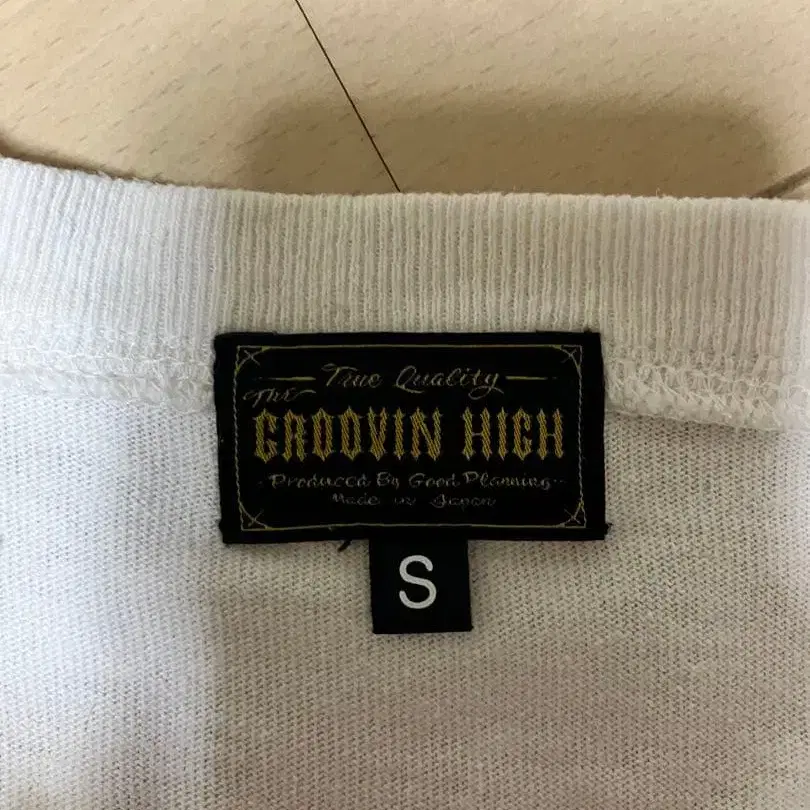 True Quality
The
GROOVIN HIGH
Produced By Good Planning
Made in Japan
S